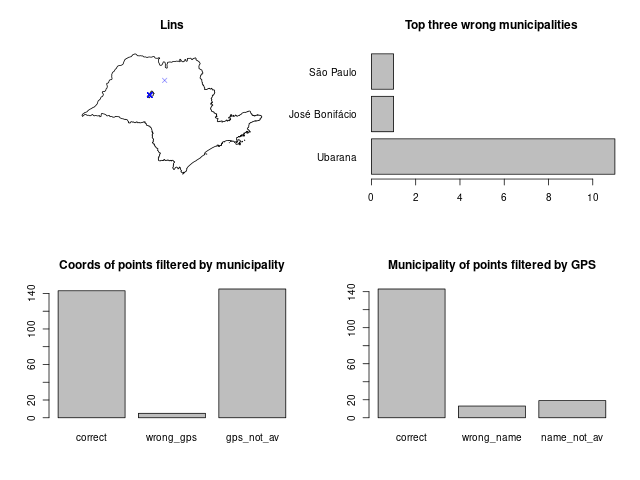 Lins
Top three wrong municipalities
São Paulo
José Bonifácio
Ubarana
0 2 4 6 8 10
Coords of points filtered by municipality
0 20 60 100 140
correct wrong_gps gps_not_av
Municipality of points filtered by GPS
0 20 60 100 140
correct wrong_name name_not_av